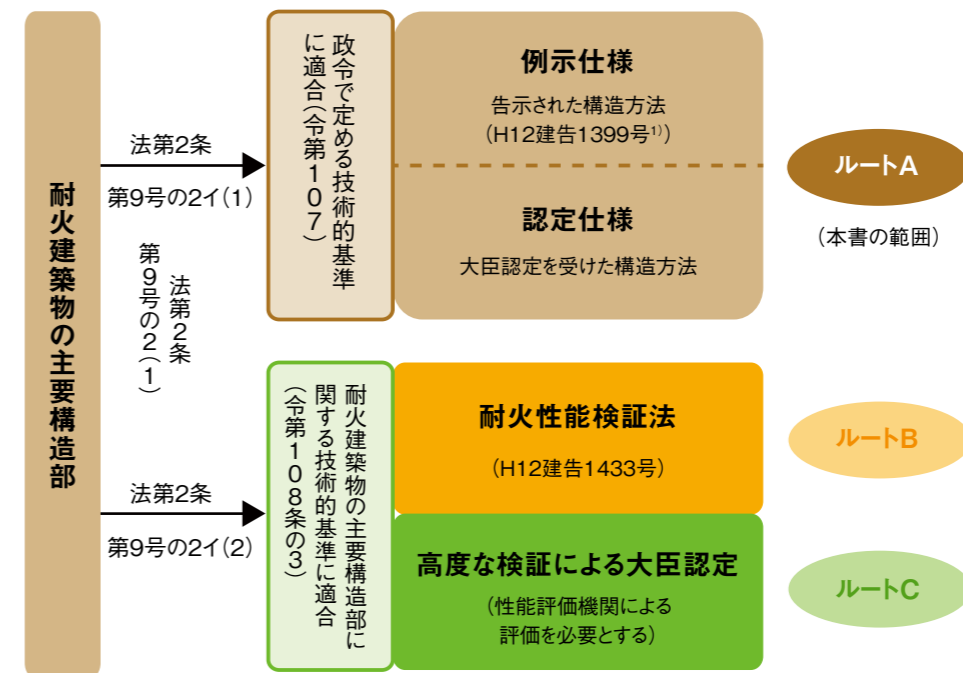 耐火建築物の主要構造部
法第2条
第9号の2イ(1)
法第2条
第9号の2(1)
法第2条
第9号の2イ(2)
政令で定める技術的基準
に適合(令第107)
例示仕様
告示された構造方法
(H12建告1399号1))
認定仕様
大臣認定を受けた構造方法
ルートA
(本書の範囲)
耐火建築物の主要構造部に
関する技術的基準に適合
(令第108条の3)
耐火性能検証法
(H12建告1433号)
ルートB
高度な検証による大臣認定
(性能評価機関による
評価を必要とする)
ルートC